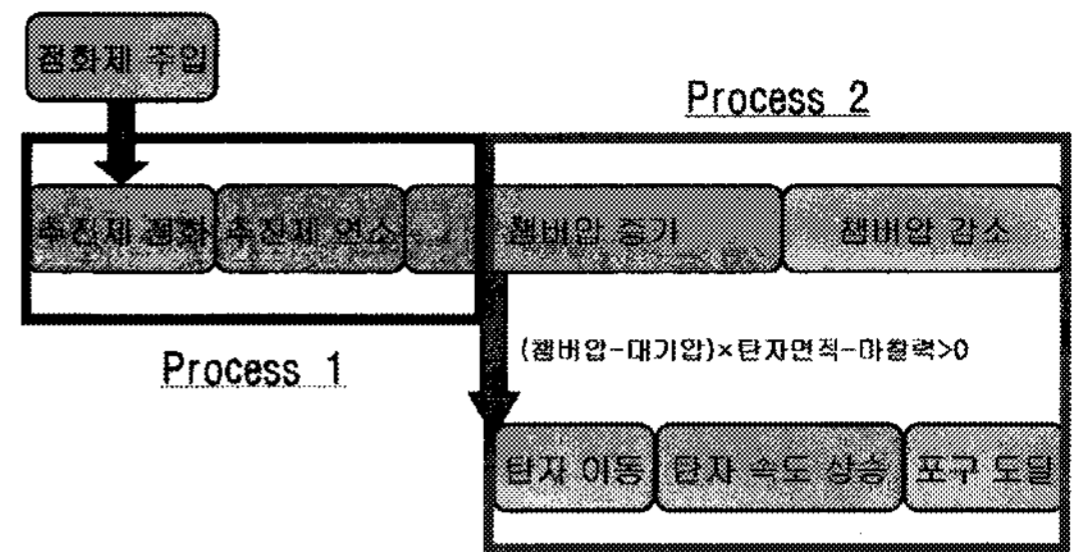 점화제 주입
Process 2
추진제 점화
추진제 연소
챔버압 증가
챔버압 감소
(챔버압-대기압)×탄자면적-마찰력>0
Process 1
탄자 이동
탄자 속도 상승
포구 도달